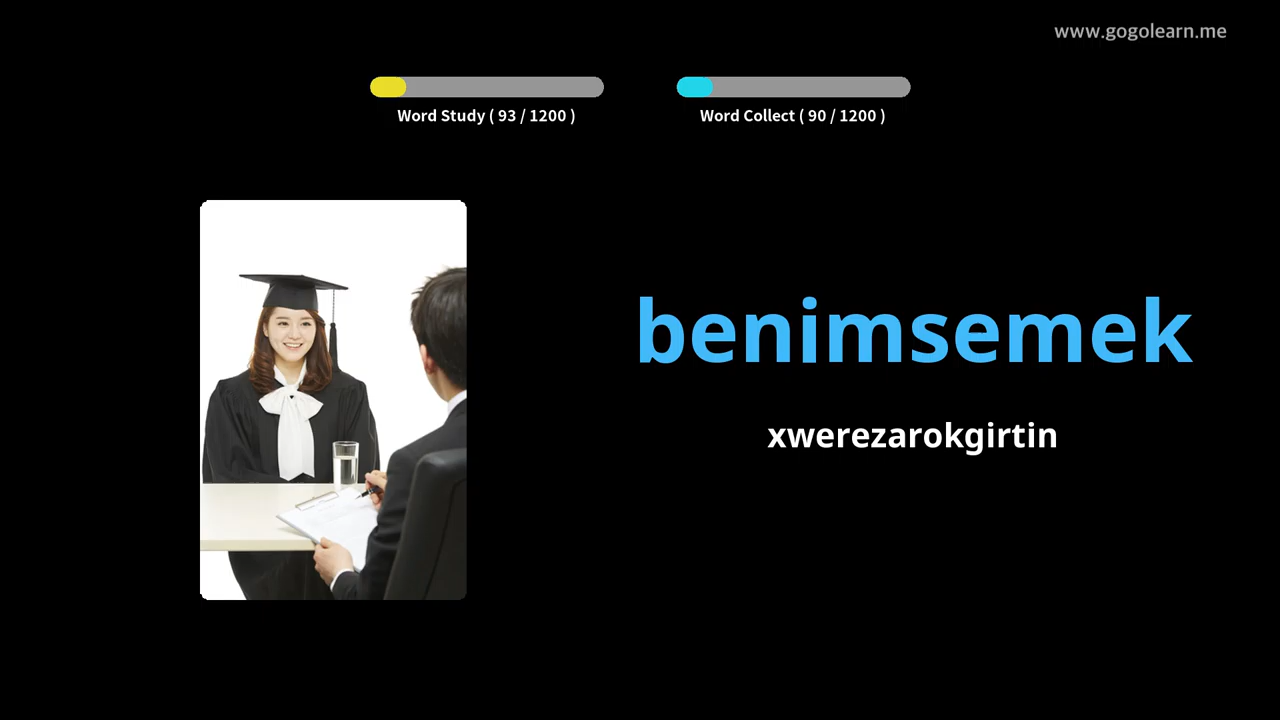 www.gogolearn.me
Word Study ( 93 / 1200 )
Word Collect ( 90 / 1200 )
benimsemek
xwerezarokgirtin